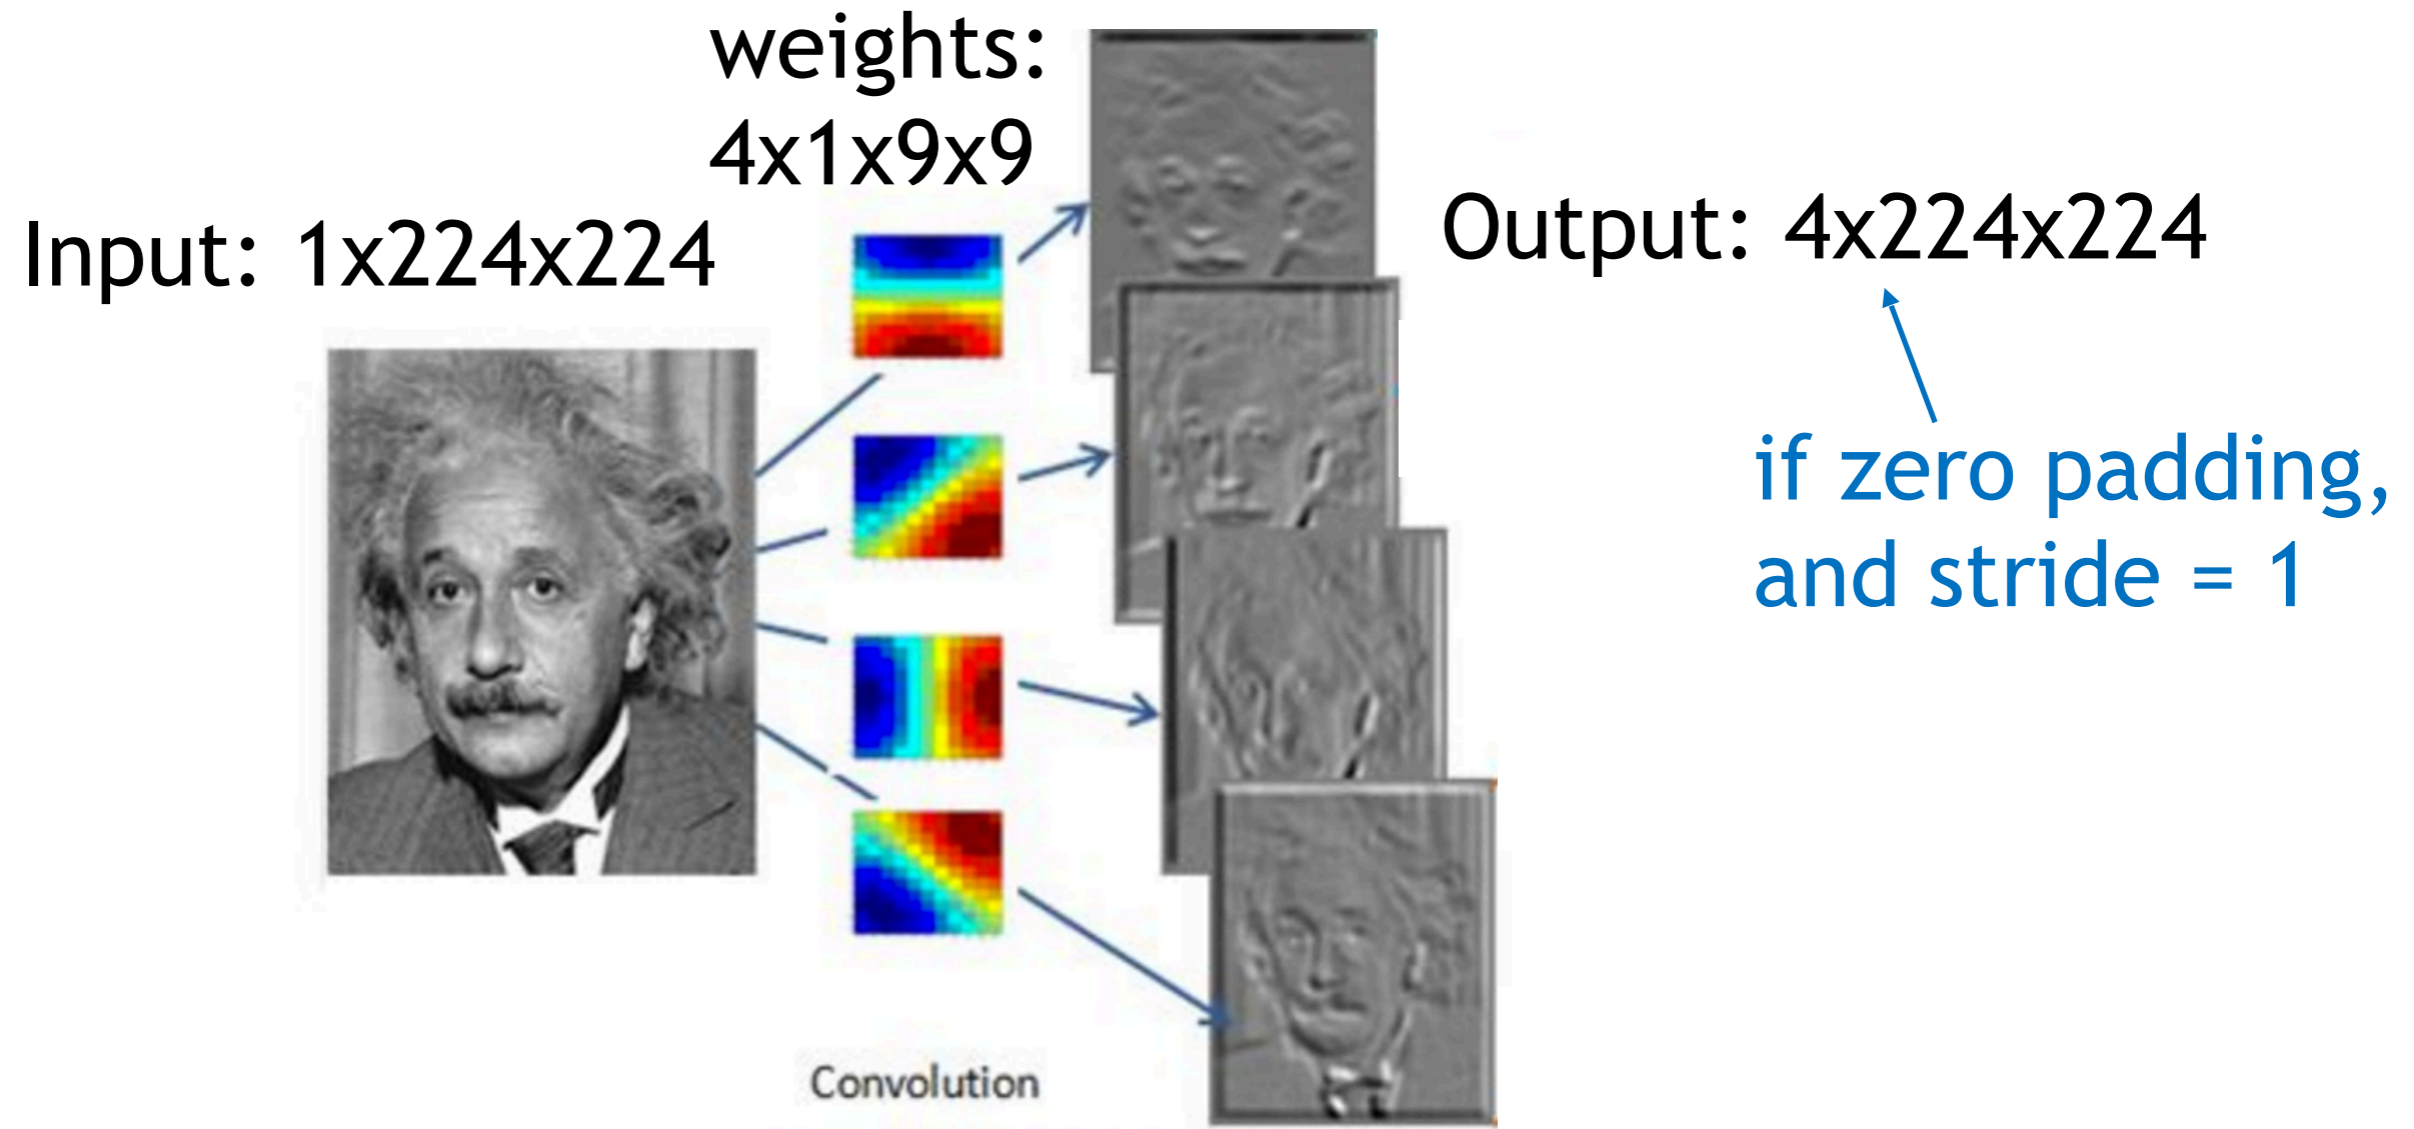 weights:
4x1x9x9
Input: 1x224x224
Output: 4x224x224
if zero padding,
and stride = 1
Convolution